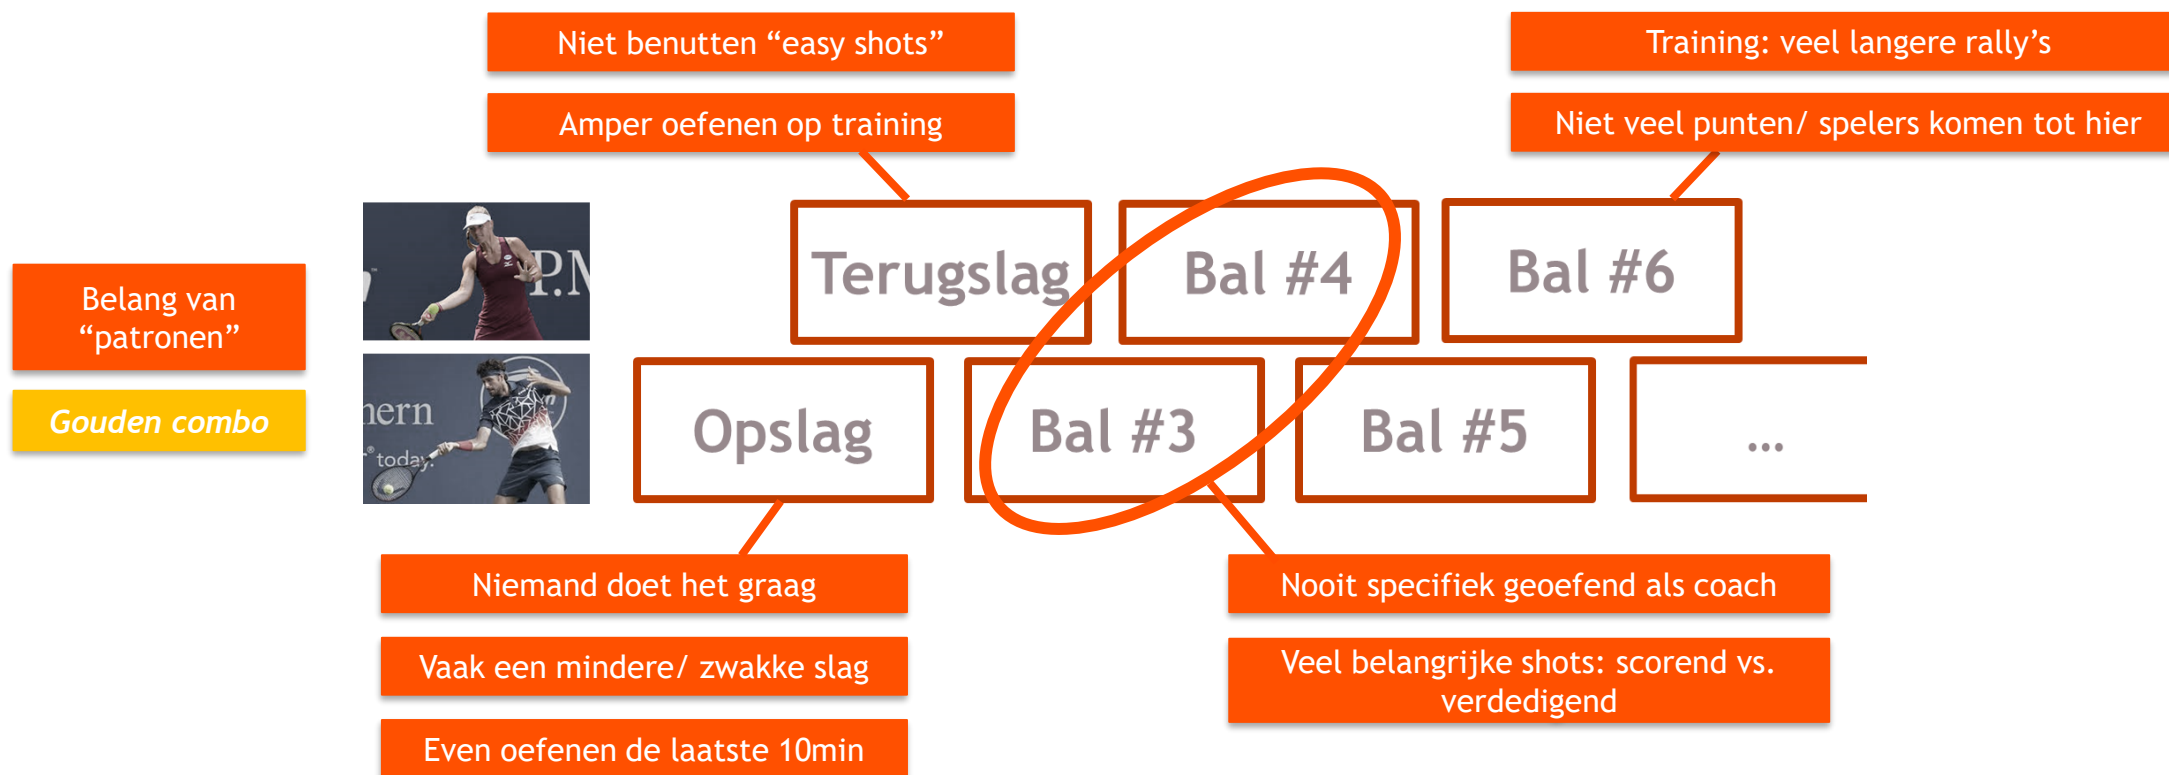 Niet benutten “easy shots”
Training: veel langere rally’s
Amper oefenen op training
Niet veel punten/ spelers komen tot hier
Belang van
“patronen”
Gouden combo
P.M
Terugslag
Bal #4
Bal #6
hern
today.
Opslag
Bal #3
Bal #5
...
Niemand doet het graag
Nooit specifiek geoefend als coach
Vaak een mindere/ zwakke slag
Veel belangrijke shots: scorend vs.
verdedigend
Even oefenen de laatste 10min